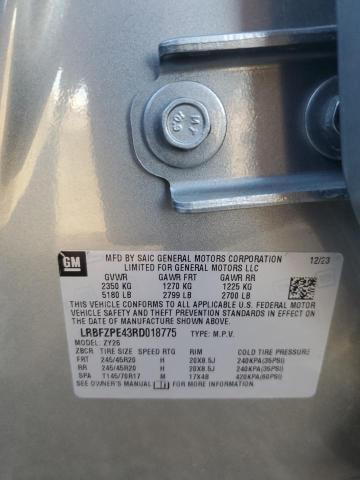 GM
MFD BY SAIC GENERAL MOTORS CORPORATION 12/23
LIMITED FOR GENERAL MOTORS LLC
GVWR GAWR FRT GAWR RR
2350 KG 1270 KG 1225 KG
5180 LB 2799 LB 2700 LB
THIS VEHICLE CONFORMS TO ALL APPLICABLE U.S. FEDERAL MOTOR
VEHICLE SAFETY, BUMPER, AND THEFT PREVENTION STANDARDS
IN EFFECT ON THE DATE OF MANUFACTURE SHOWN ABOVE.
LRBFZPE43RD018775 TYPE: M.P.V.
MODEL: ZY26
ZBCR TIRE SIZE SPEED RTG RIM COLD TIRE PRESSURE
FRT 245/45R20 H 20X8.5J 240KPA(35PSI)
RR 245/45R20 H 20X8.5J 240KPA(35PSI)
SPA T145/70R17 M 17X4B 420KPA(60PSI)
SEE OWNER'S MANUAL FOR ADDITIONAL INFORMATION.